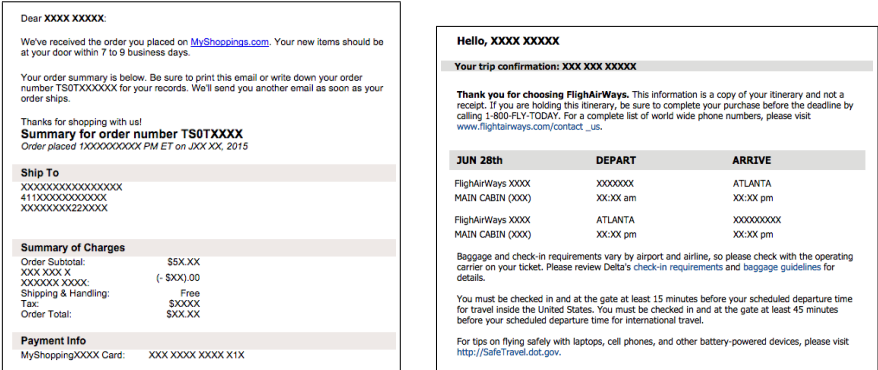 Dear XXXX XXXXX:
We've received the order you placed on MyShoppings.com. Your new items should be
at your door within 7 to 9 business days.
Your order summary is below. Be sure to print this email or write down your order
number TS0TXXXXXX for your records. We'll send you another email as soon as your
order ships.
Thanks for shopping with us!
Summary for order number TS0TXXXX
Order placed 1XXXXXXXXX PM ET on JXX XX, 2015
Ship To
XXXXXXXXXXXXXXXX
411XXXXXXXXXXX
XXXXXXXX22XXXX
Summary of Charges
Order Subtotal: $5X.XX
XXX XXX X
XXXXXX XXXX: (- $XX).00
Shipping & Handling: Free
Tax: $XXXX
Order Total: $XX.XX
Payment Info
MyShoppingXXXX Card: XXX XXXX XXXX X1X
Hello, XXXX XXXXX
Your trip confirmation: XXX XXX XXXXX
Thank you for choosing FlighAirWays. This information is a copy of your itinerary and not a
receipt. If you are holding this itinerary, be sure to complete your purchase before the deadline by
calling 1-800-FLY-TODAY. For a complete list of world wide phone numbers, please visit
www.flightairways.com/contact _us.
JUN 28th DEPART ARRIVE
FlighAirWays XXXX XXXXXXX ATLANTA
MAIN CABIN (XXX) XX:XX am XX:XX pm
FlighAirWays XXXX ATLANTA XXXXXXXXX
MAIN CABIN (XXX) XX:XX pm XX:XX pm
Baggage and check-in requirements vary by airport and airline, so please check with the operating
carrier on your ticket. Please review Delta's check-in requirements and baggage guidelines for
details.
You must be checked in and at the gate at least 15 minutes before your scheduled departure time
for travel inside the United States. You must be checked in and at the gate at least 45 minutes
before your scheduled departure time for international travel.
For tips on flying safely with laptops, cell phones, and other battery-powered devices, please visit
http://SafeTravel.dot.gov.